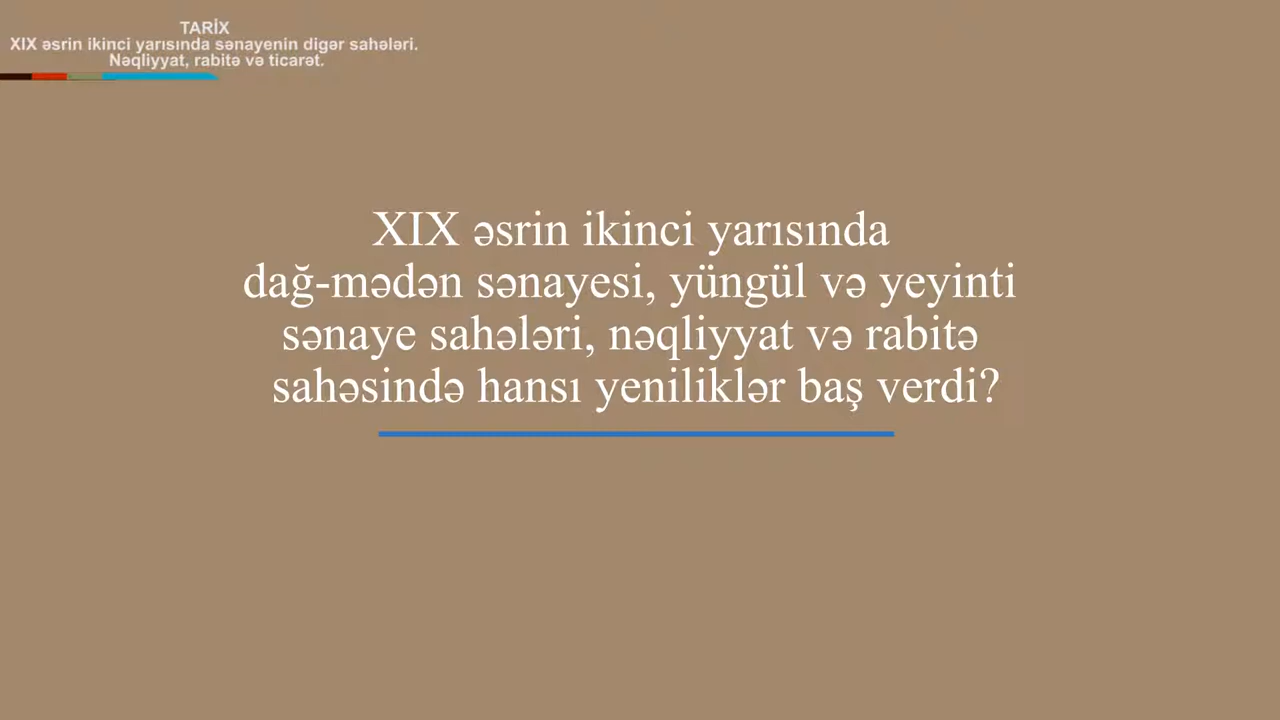 TARİX
XIX əsrin ikinci yarısında sənayenin digər sahələri.
Nəqliyyat, rabitə və ticarət.
XIX əsrin ikinci yarısında
dağ-mədən sənayesi, yüngül və yeyinti
sənaye sahələri, nəqliyyat və rabitə
sahəsində hansı yeniliklər baş verdi?